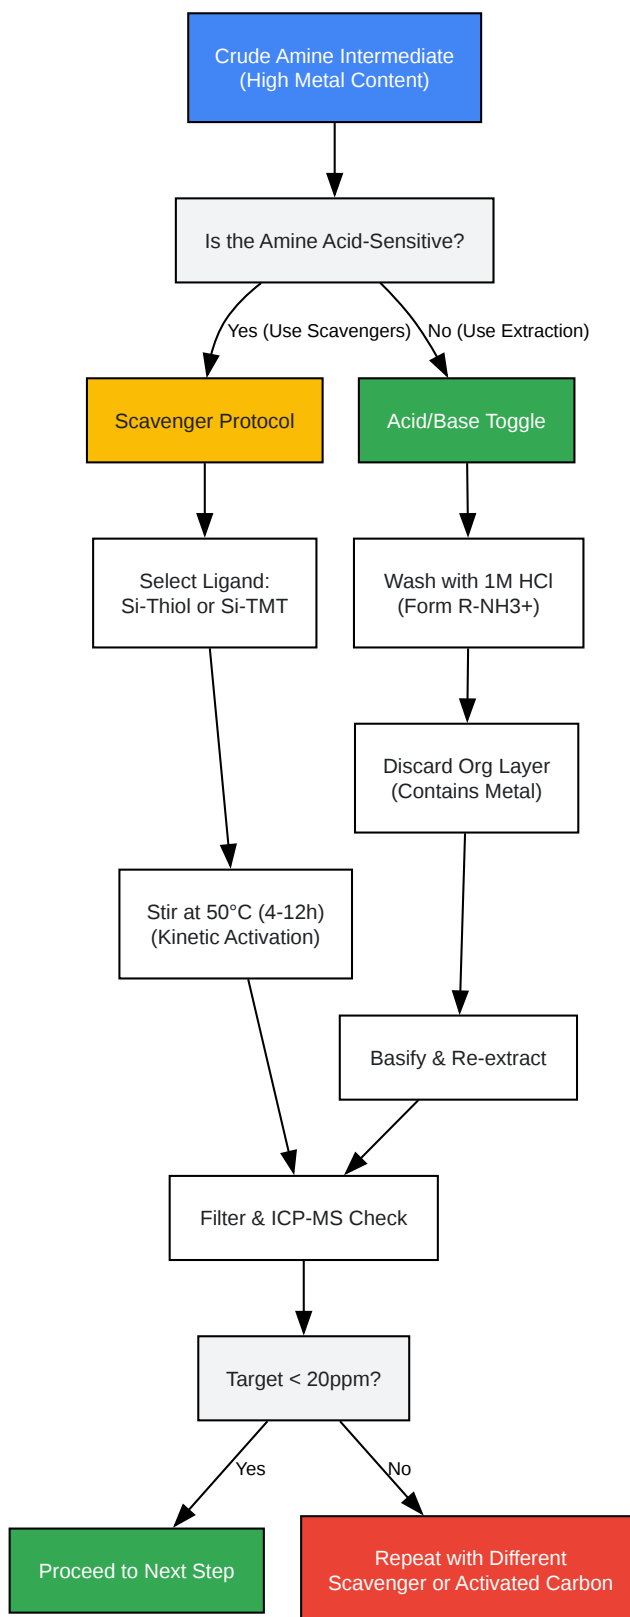 Crude Amine Intermediate
(High Metal Content)
Is the Amine Acid-Sensitive?
Yes (Use Scavengers)
No (Use Extraction)
Scavenger Protocol
Acid/Base Toggle
Select Ligand:
Si-Thiol or Si-TMT
Wash with 1M HCl
(Form R-NH3+)
Discard Org Layer
(Contains Metal)
Stir at 50°C (4-12h)
(Kinetic Activation)
Basify & Re-extract
Filter & ICP-MS Check
Target < 20ppm?
Yes
No
Proceed to Next Step
Repeat with Different
Scavenger or Activated Carbon